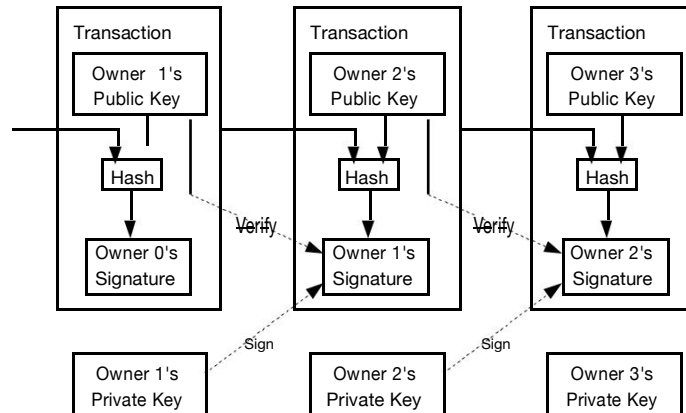 Transaction
Owner 1's
Public Key
Hash
Owner 0's
Signature
Transaction
Owner 2's
Public Key
Hash
Owner 1's
Signature
Transaction
Owner 3's
Public Key
Hash
Owner 2's
Signature
Verify
Verify
Sign
Sign
Owner 1's
Private Key
Owner 2's
Private Key
Owner 3's
Private Key